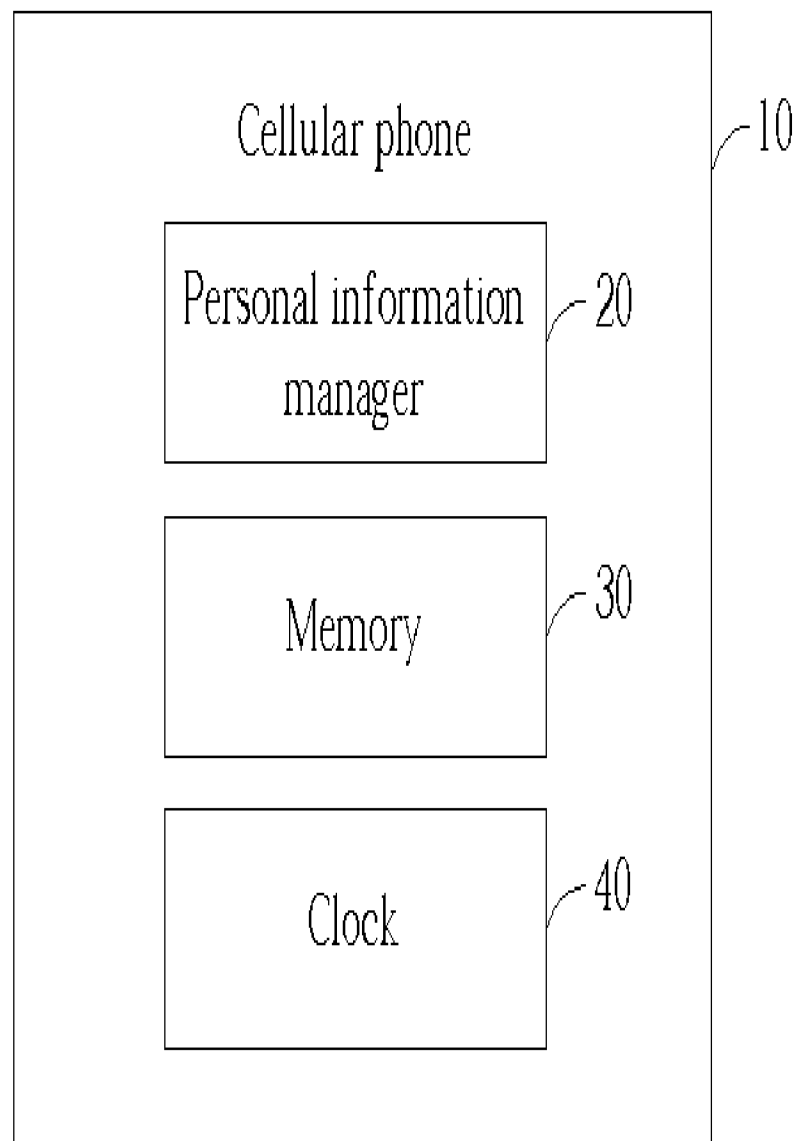 Cellular phone
10
Personal information
manager
20
Memory
30
Clock
40